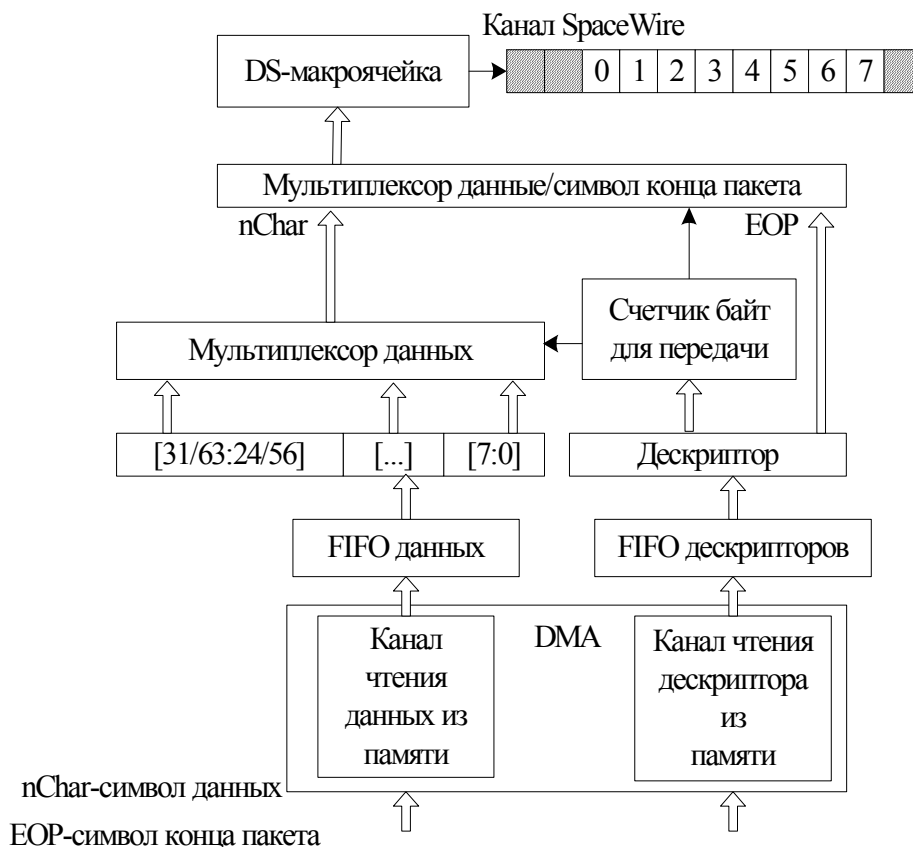 Канал SpaceWire
DS-макроячейка
0 1 2 3 4 5 6 7
Мультиплексор данные/символ конца пакета
nChar
EOP
Счетчик байт
для передачи
Мультиплексор данных
[31/63:24/56] [...] [7:0]
Дескриптор
FIFO данных
FIFO дескрипторов
DMA
Канал
чтения
данных из
памяти
Канал чтения
дескриптора
из
памяти
nChar-символ данных
EOP-символ конца пакета